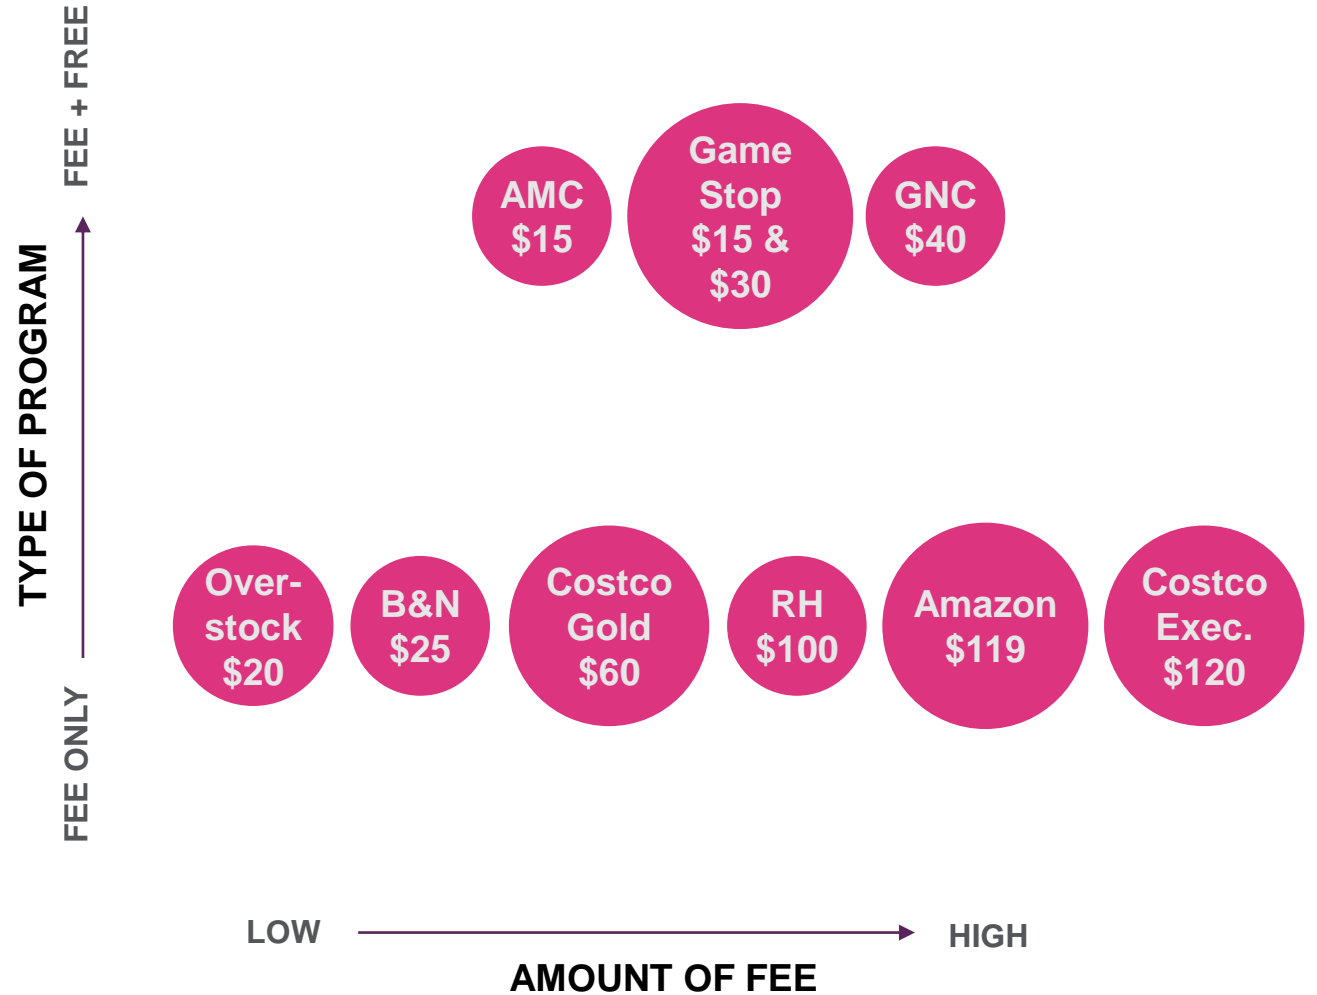 FEE + FREE
TYPE OF PROGRAM
FEE ONLY
AMC
$15
Game
Stop
$15 &
$30
GNC
$40
Over-
stock
$20
B&N
$25
Costco
Gold
$60
RH
$100
Amazon
$119
Costco
Exec.
$120
LOW
HIGH
AMOUNT OF FEE